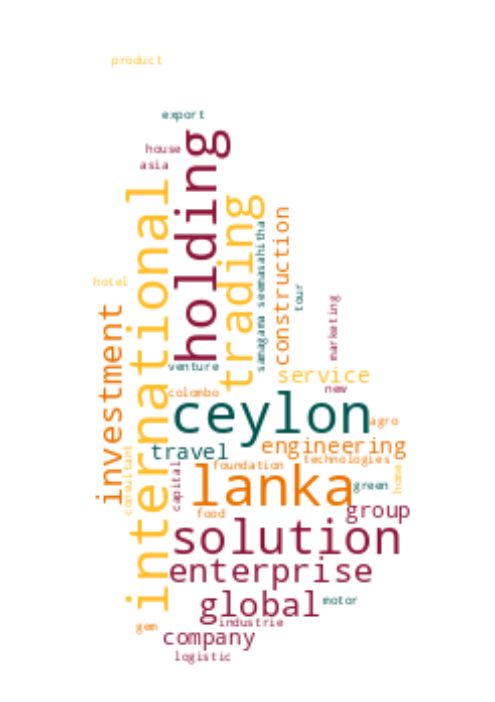 product
export
house
asia
holding
international
trading
samagama seemasahitha
construction
hotel
tour
marketing
investment
venture
service
new
colombo
ceylon
agro
travel
engineering
consultant
capital
foundation
technologies
home
lanka
green
food
group
solution
enterprise
global
motor
industrie
gem
company
logistic